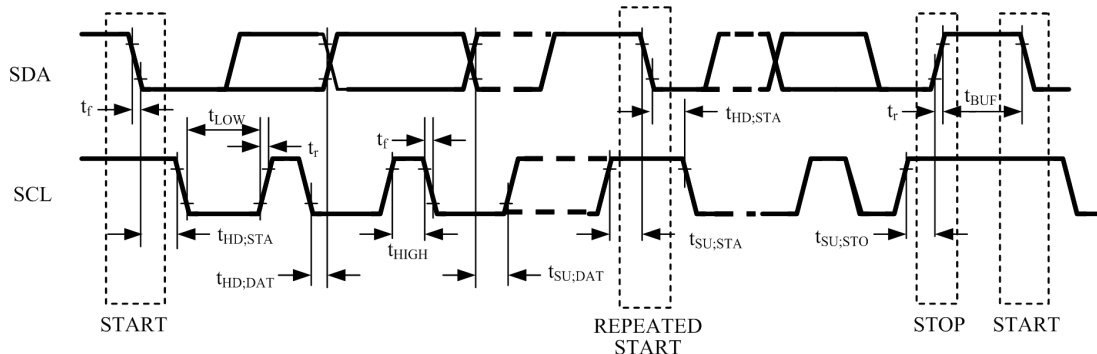 SDA
t_f
t_LOW
t_r
t_f
t_HD;STA
t_r
t_BUF
SCL
t_HD;STA
t_HD;DAT
t_HIGH
t_SU;DAT
t_SU;STA
t_SU;STO
START
REPEATED
START
STOP
START